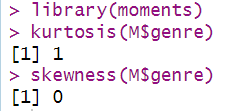 > library(moments)
> kurtosis(M$genre)
[1] 1
> skewness(M$genre)
[1] 0